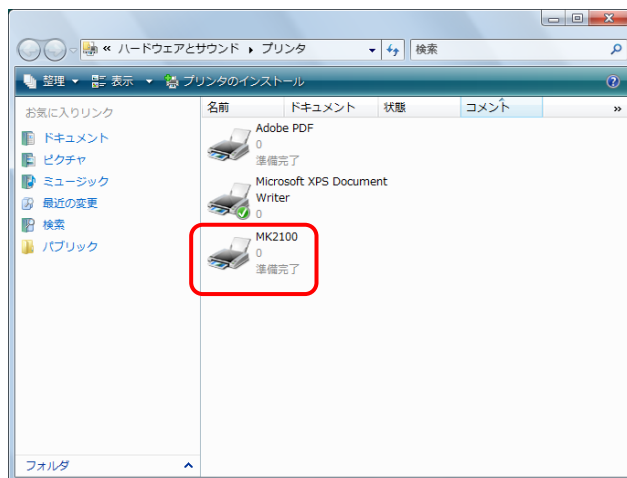 « ハードウェアとサウンド ▸ プリンタ 検索
整理 表示 プリンタのインストール
お気に入りリンク
ドキュメント
ピクチャ
ミュージック
最近の変更
検索
パブリック
フォルダ
名前 ドキュメント 状態 コメント »
Adobe PDF
0
準備完了
Microsoft XPS Document
Writer
0
MK2100
0
準備完了